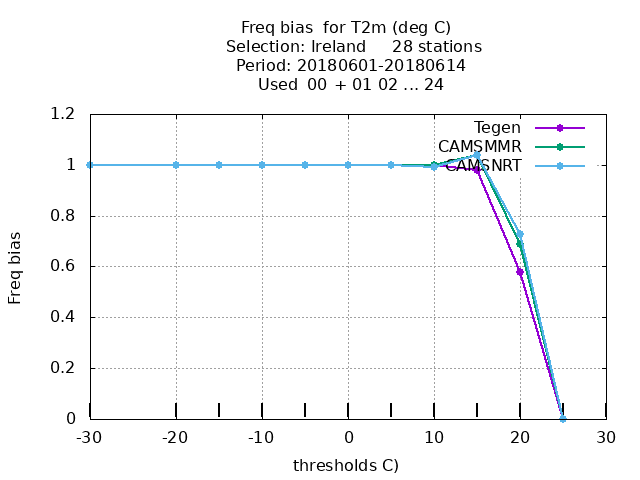 Freq bias  for T2m (deg C)
Selection: Ireland     28 stations
Period: 20180601-20180614
Used  00 + 01 02 ... 24
Freq bias
1.2
1
0.8
0.6
0.4
0.2
0
Tegen
CAMSMMR
CAMSNRT
-30 -20 -10 0 10 20 30
thresholds C)